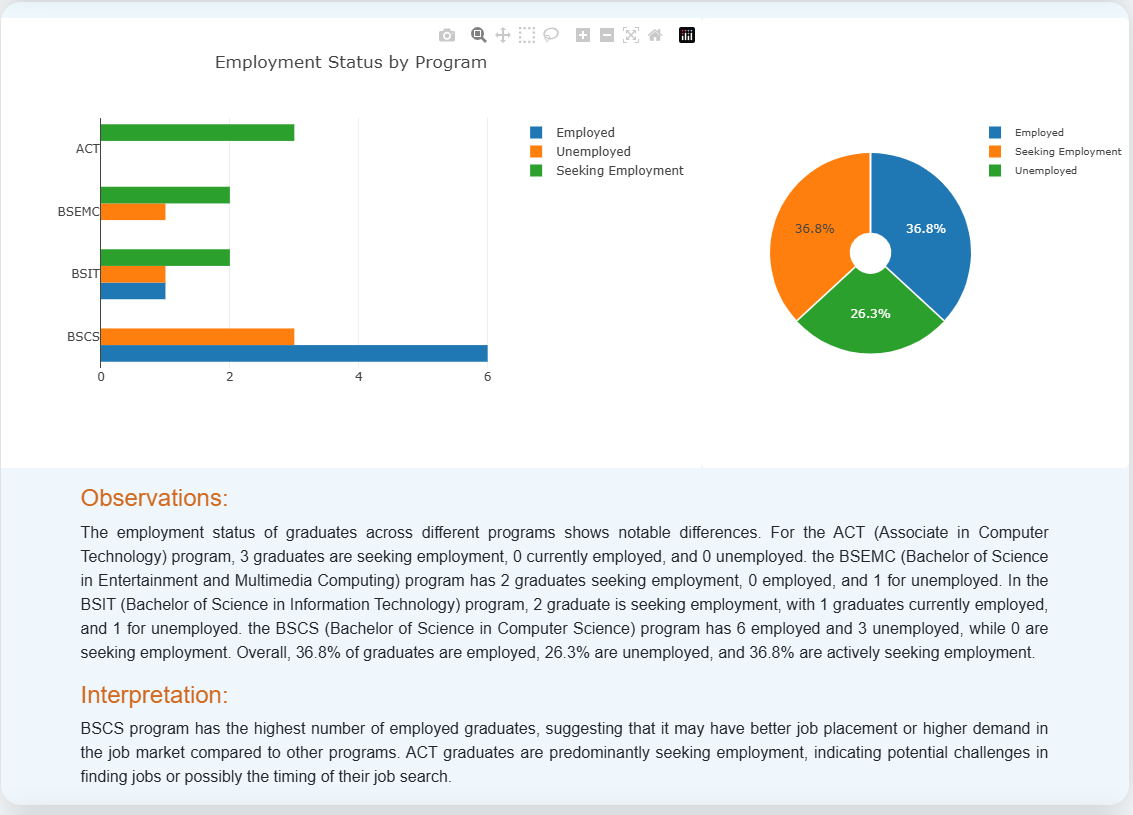 Employment Status by Program
ACT
BSEMC
BSIT
BSCS
0 2 4 6
Employed
Unemployed
Seeking Employment
36.8%
36.8%
26.3%
Employed
Seeking Employment
Unemployed
Observations:
The employment status of graduates across different programs shows notable differences. For the ACT (Associate in Computer
Technology) program, 3 graduates are seeking employment, 0 currently employed, and 0 unemployed. the BSEMC (Bachelor of Science
in Entertainment and Multimedia Computing) program has 2 graduates seeking employment, 0 employed, and 1 for unemployed. In the
BSIT (Bachelor of Science in Information Technology) program, 2 graduate is seeking employment, with 1 graduates currently employed,
and 1 for unemployed. the BSCS (Bachelor of Science in Computer Science) program has 6 employed and 3 unemployed, while 0 are
seeking employment. Overall, 36.8% of graduates are employed, 26.3% are unemployed, and 36.8% are actively seeking employment.
Interpretation:
BSCS program has the highest number of employed graduates, suggesting that it may have better job placement or higher demand in
the job market compared to other programs. ACT graduates are predominantly seeking employment, indicating potential challenges in
finding jobs or possibly the timing of their job search.